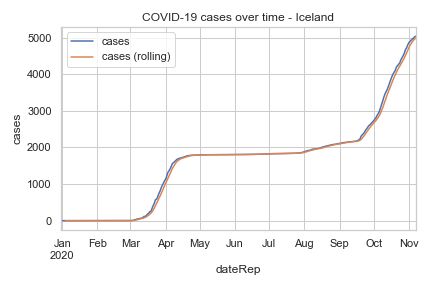 COVID-19 cases over time - Iceland
cases
cases (rolling)
5000
4000
3000
2000
1000
0
cases
Jan Feb Mar Apr May Jun Jul Aug Sep Oct Nov
2020
dateRep